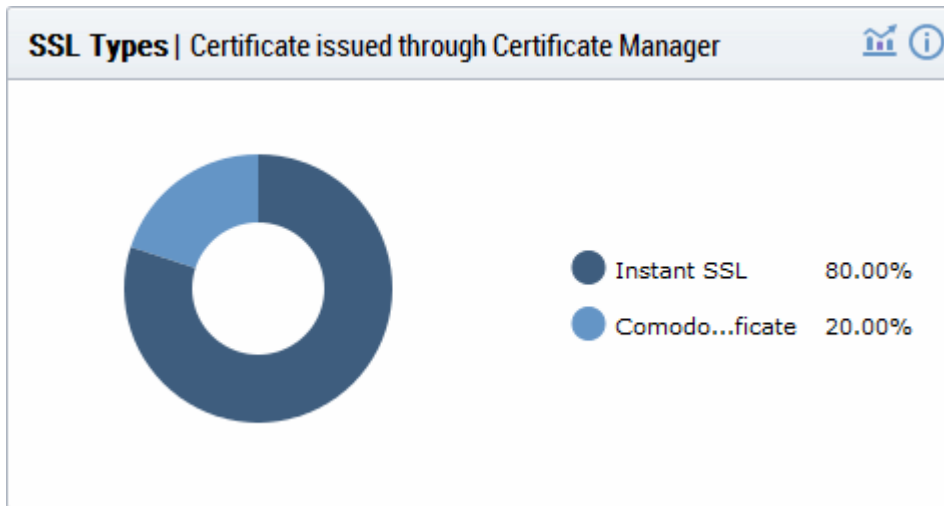 SSL Types | Certificate issued through Certificate Manager
Instant SSL 80.00%
Comodo...ficate 20.00%